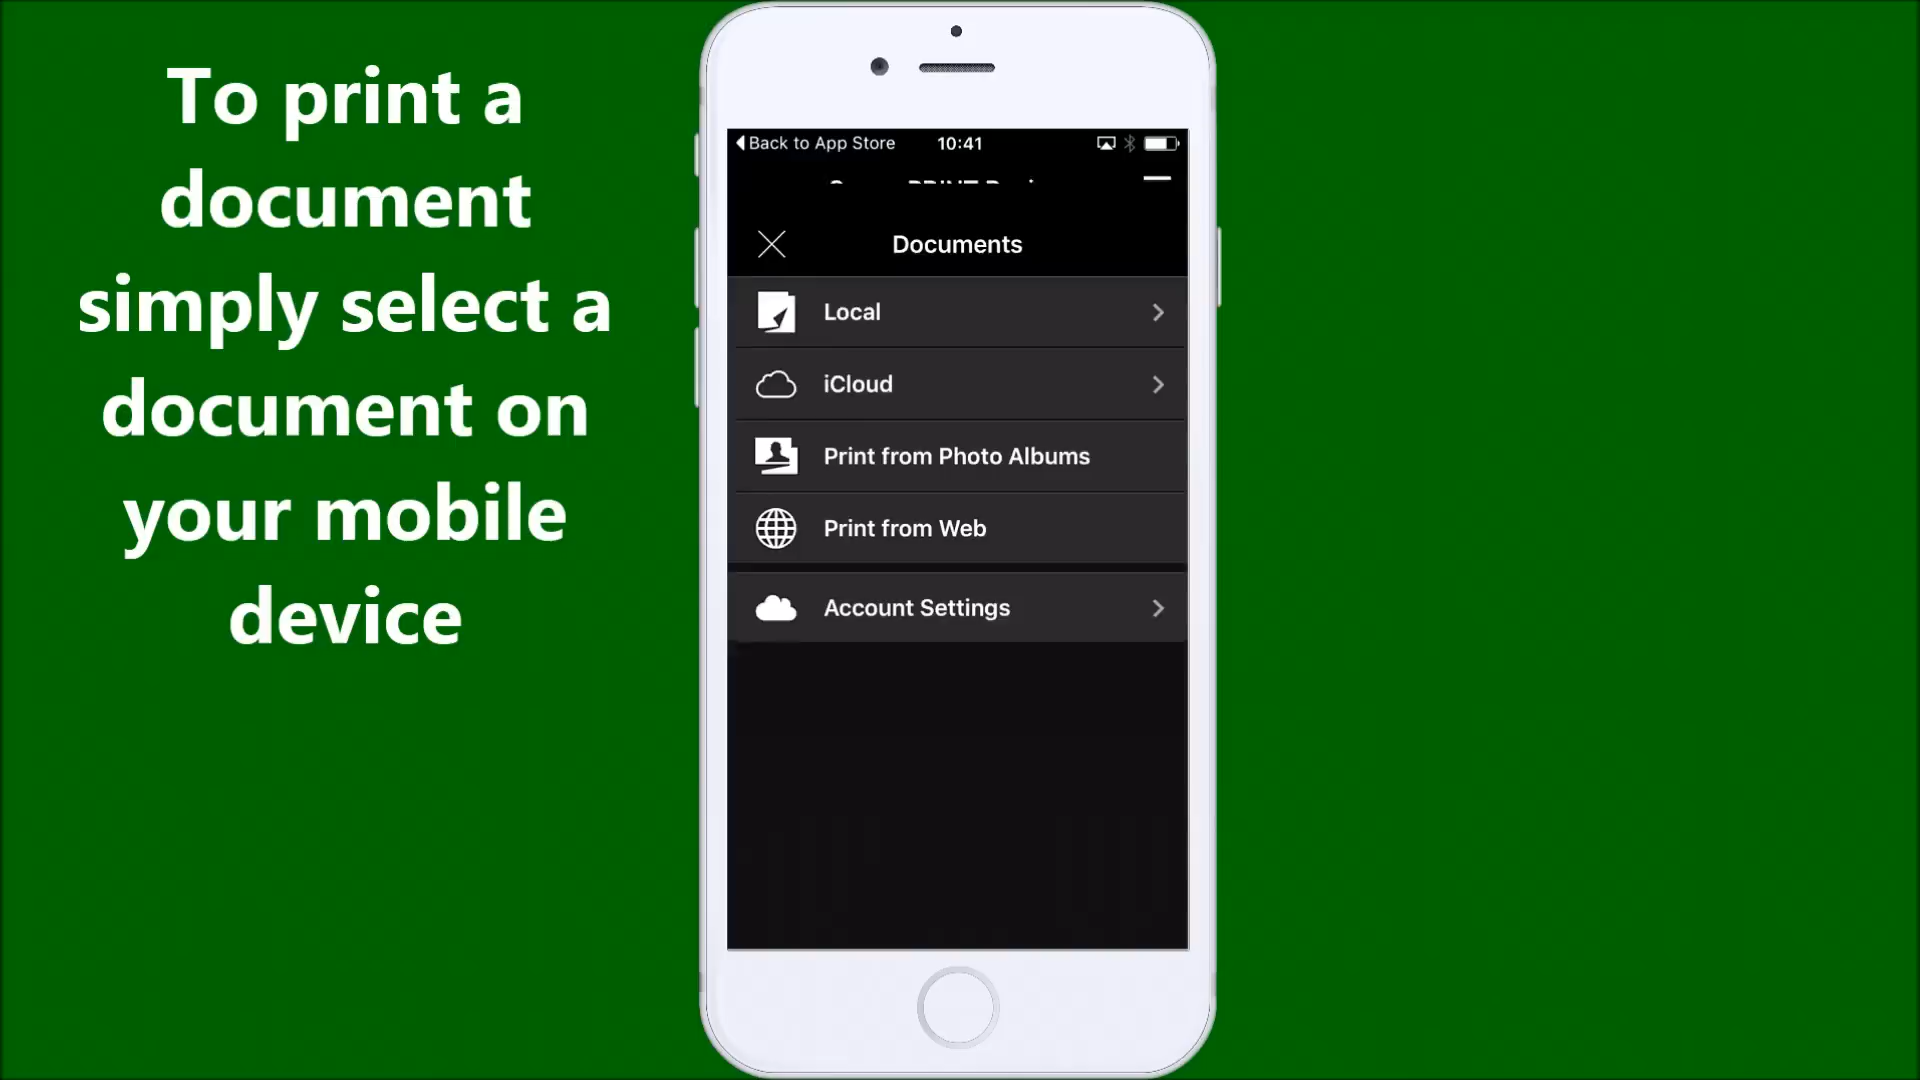 To print a
document
simply select a
document on
your mobile
device
Back to App Store 10:41
Documents
Local
iCloud
Print from Photo Albums
Print from Web
Account Settings